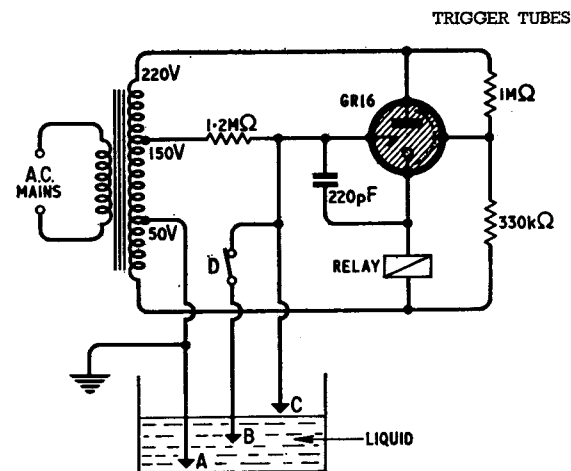 TRIGGER TUBES
220V
GR16
1MΩ
1·2MΩ
150V
A.C.
MAINS
220pF
330kΩ
50V
D
RELAY
C
B
LIQUID
A